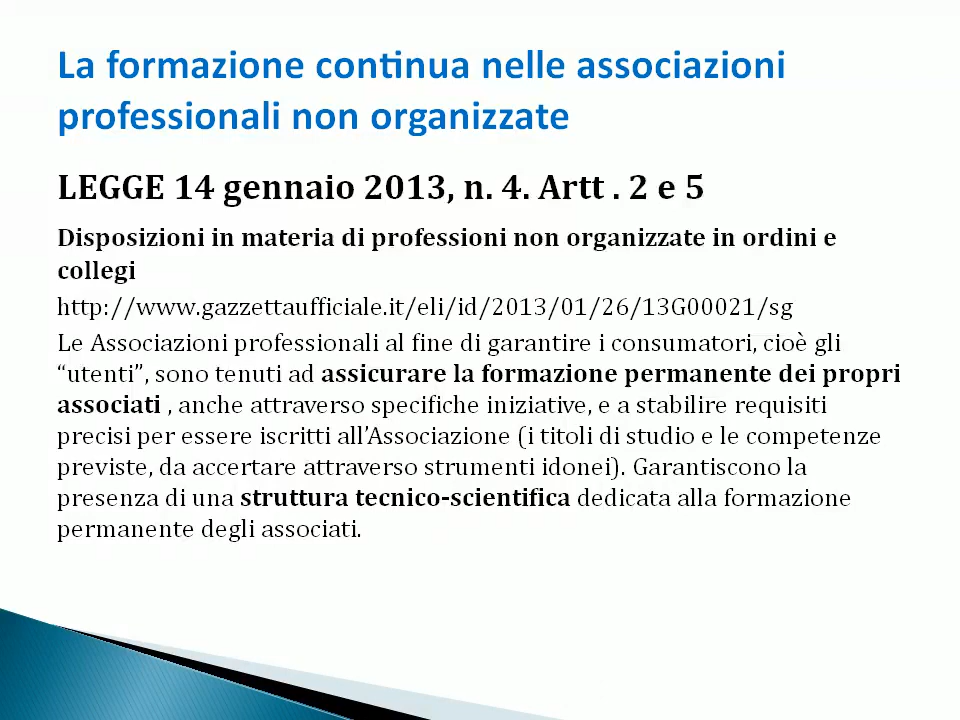 La formazione continua nelle associazioni
professionali non organizzate
LEGGE 14 gennaio 2013, n. 4. Artt . 2 e 5
Disposizioni in materia di professioni non organizzate in ordini e
collegi
http://www.gazzettaufficiale.it/eli/id/2013/01/26/13G00021/sg
Le Associazioni professionali al fine di garantire i consumatori, cioè gli
“utenti”, sono tenuti ad assicurare la formazione permanente dei propri
associati , anche attraverso specifiche iniziative, e a stabilire requisiti
precisi per essere iscritti all’Associazione (i titoli di studio e le competenze
previste, da accertare attraverso strumenti idonei). Garantiscono la
presenza di una struttura tecnico-scientifica dedicata alla formazione
permanente degli associati.